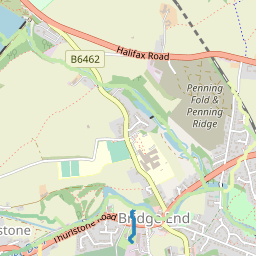 B6462
Halifax Road
Penning
Fold &
Penning
Ridge
stone
Thurlstone Road
Bridge End